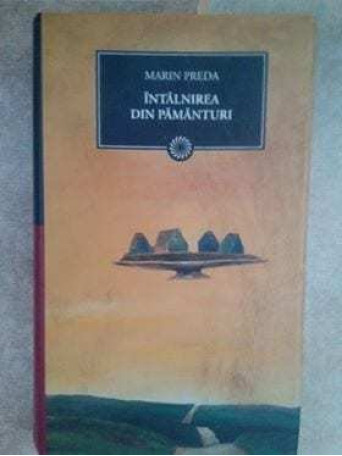 MARIN PREDA
ÎNTÂLNIREA
DIN PĂMÂNTURI